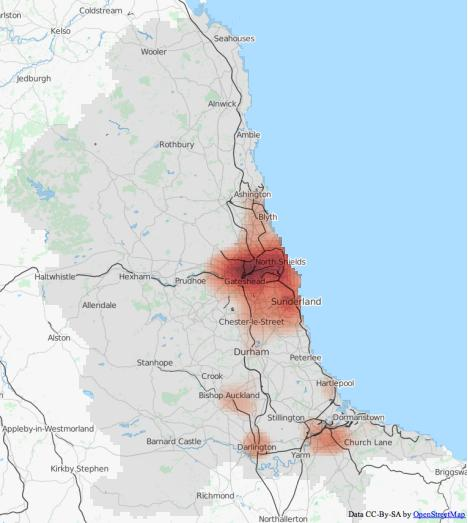 Coldstream
Kelso
Seahouses
Wooler
Jedburgh
Alnwick
Amble
Rothbury
Ashington
Blyth
North Shields
Haltwhistle
Hexham
Prudhoe
Gateshead
Sunderland
Allendale
Chester-le-Street
Alston
Durham
Peterlee
Stanhope
Crook
Hartlepool
Bishop Auckland
Stillington
Dormanstown
Appleby-in-Westmorland
Barnard Castle
Darlington
Church Lane
Yarm
Kirkby Stephen
Briggswa
Richmond
Data CC-By-SA by OpenStreetMap
Northallerton